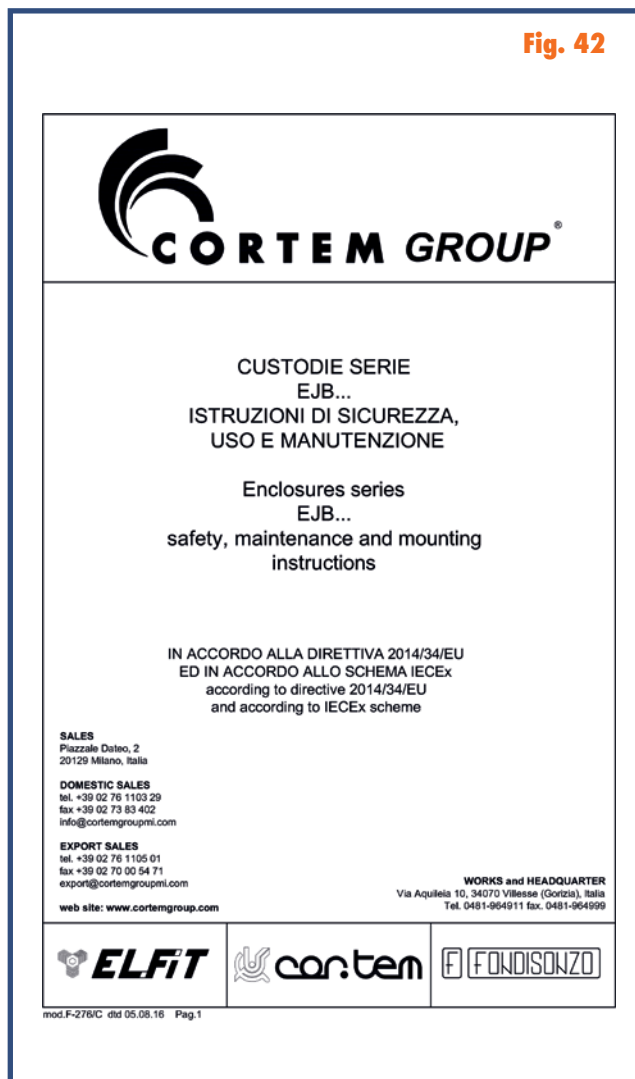 Fig. 42
CORTEM GROUP®
CUSTODIE SERIE
EJB...
ISTRUZIONI DI SICUREZZA,
USO E MANUTENZIONE
Enclosures series
EJB...
safety, maintenance and mounting
instructions
IN ACCORDO ALLA DIRETTIVA 2014/34/EU
ED IN ACCORDO ALLO SCHEMA IECEx
according to directive 2014/34/EU
and according to IECEx scheme
SALES
Piazzale Dateo, 2
20129 Milano, Italia
DOMESTIC SALES
tel. +39 02 76 1103 29
fax +39 02 73 83 402
info@cortemgroupmi.com
EXPORT SALES
tel. +39 02 76 1105 01
fax +39 02 70 00 54 71
export@cortemgroupmi.com
web site: www.cortemgroup.com
WORKS and HEADQUARTER
Via Aquileia 10, 34070 Villesse (Gorizia), Italia
Tel. 0481-964911 fax. 0481-964999
ELFIT
cor.tem
F FONDISONZO
mod.F-276/C dtd 05.08.16 Pag.1